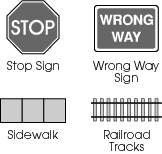 STOP
WRONG
WAY
Stop Sign
Wrong Way
Sign
Sidewalk
Railroad
Tracks